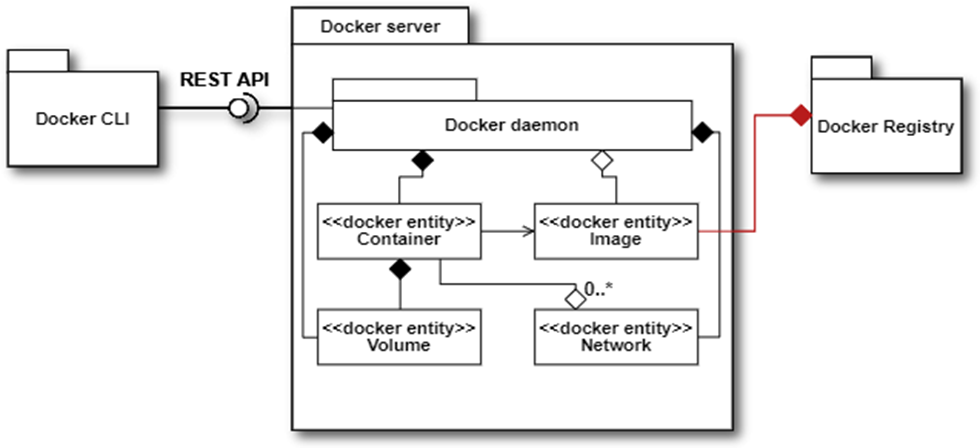 Docker server
REST API
Docker CLI
Docker daemon
Docker Registry
<<docker entity>>
Container
<<docker entity>>
Image
0..*
<<docker entity>>
Volume
<<docker entity>>
Network